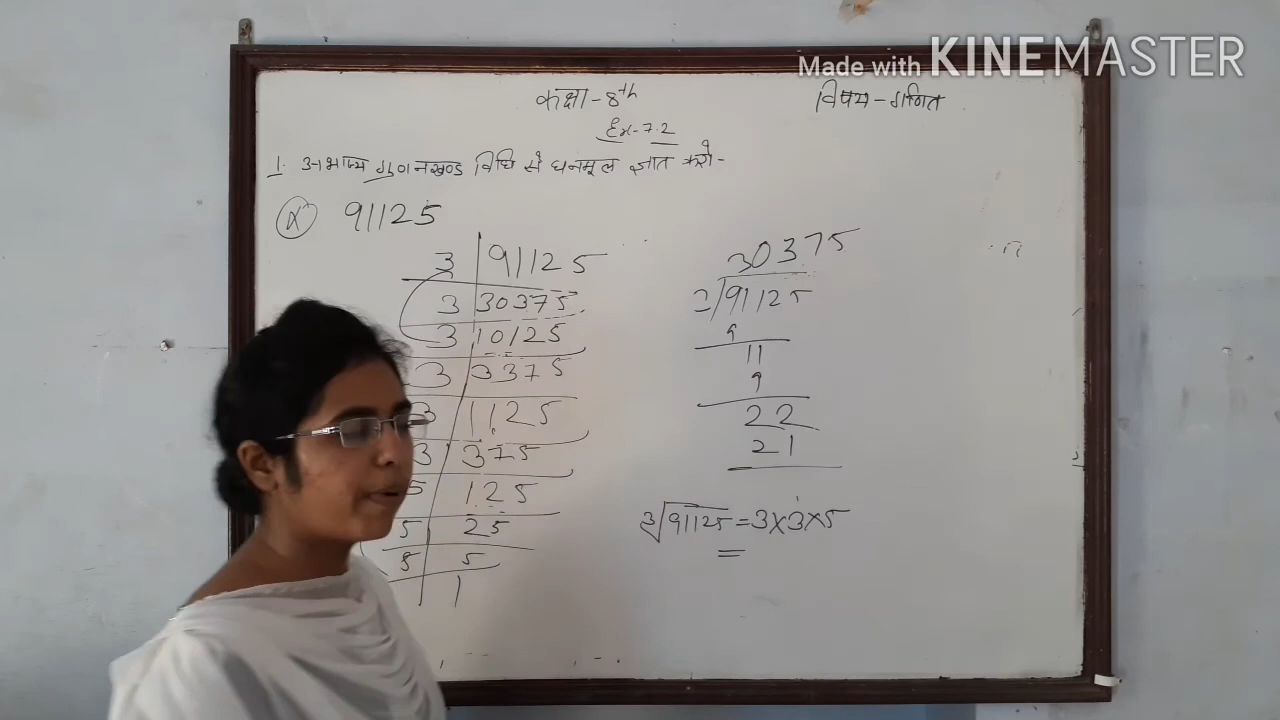 Made with KINEMASTER
कक्षा - 8th विषय - गणित
Ex-7.2
1. अभाज्य गुणनखण्ड विधि से घनमूल ज्ञात करो -
91125
3 | 91125
3 | 30375
3 | 10125
3 | 3375
3 | 1125
3 | 375
5 | 125
5 | 25
5 | 5
1
30375
91125
9
11
9
22
21
3√91125 = 3×3×5
=